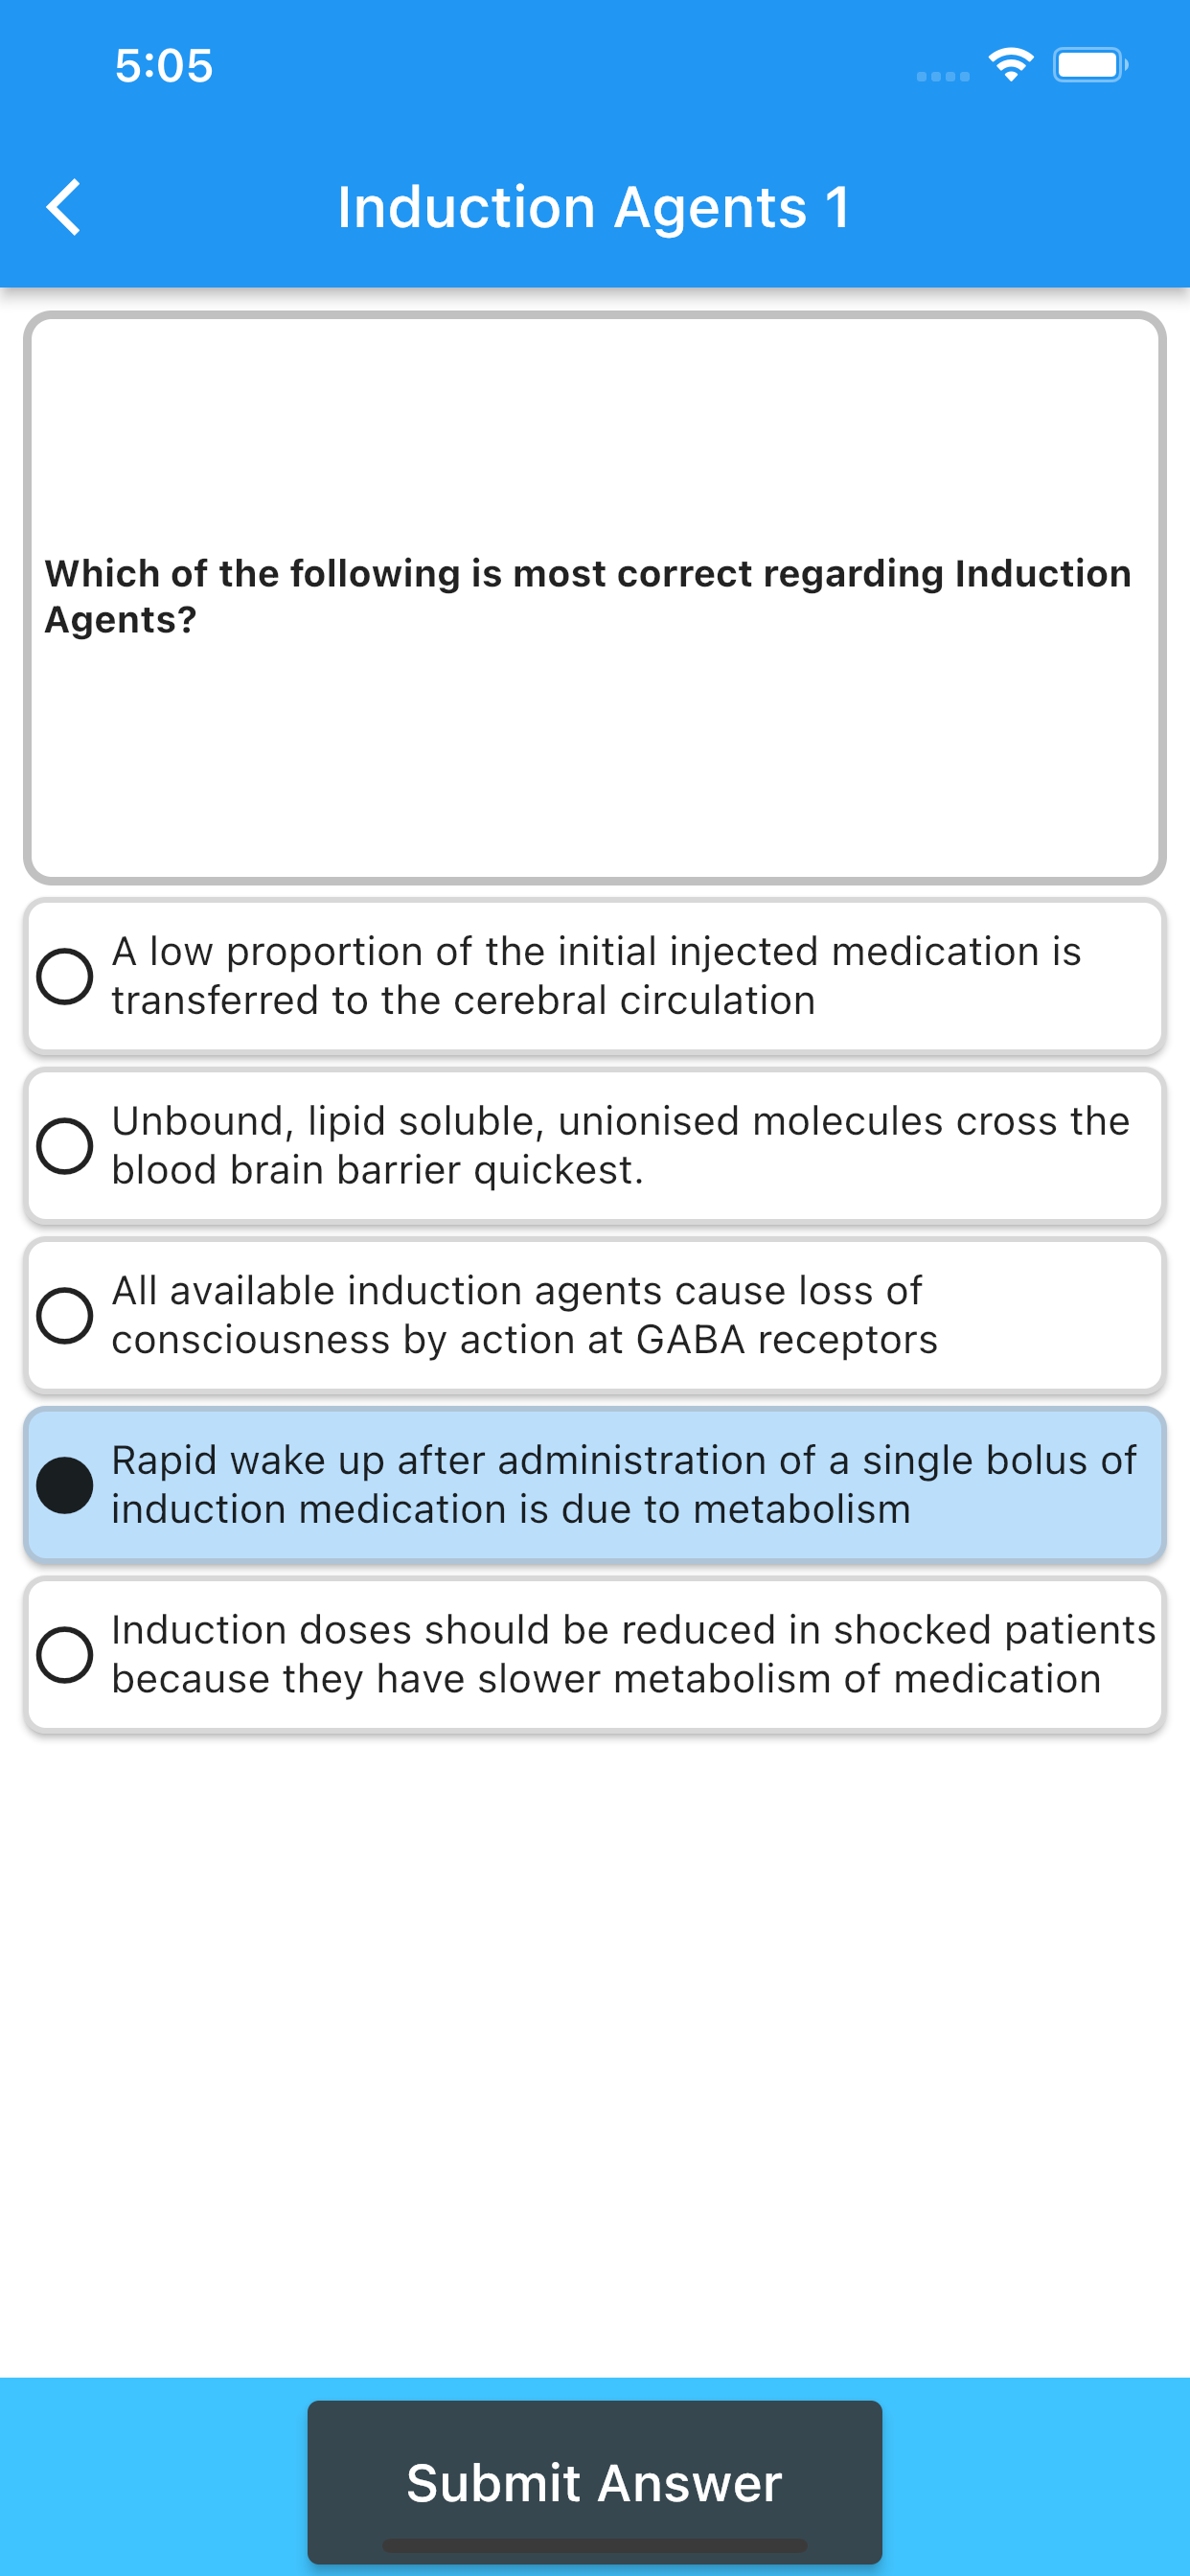 5:05
Induction Agents 1
Which of the following is most correct regarding Induction
Agents?
A low proportion of the initial injected medication is
transferred to the cerebral circulation
Unbound, lipid soluble, unionised molecules cross the
blood brain barrier quickest.
All available induction agents cause loss of
consciousness by action at GABA receptors
Rapid wake up after administration of a single bolus of
induction medication is due to metabolism
Induction doses should be reduced in shocked patients
because they have slower metabolism of medication
Submit Answer